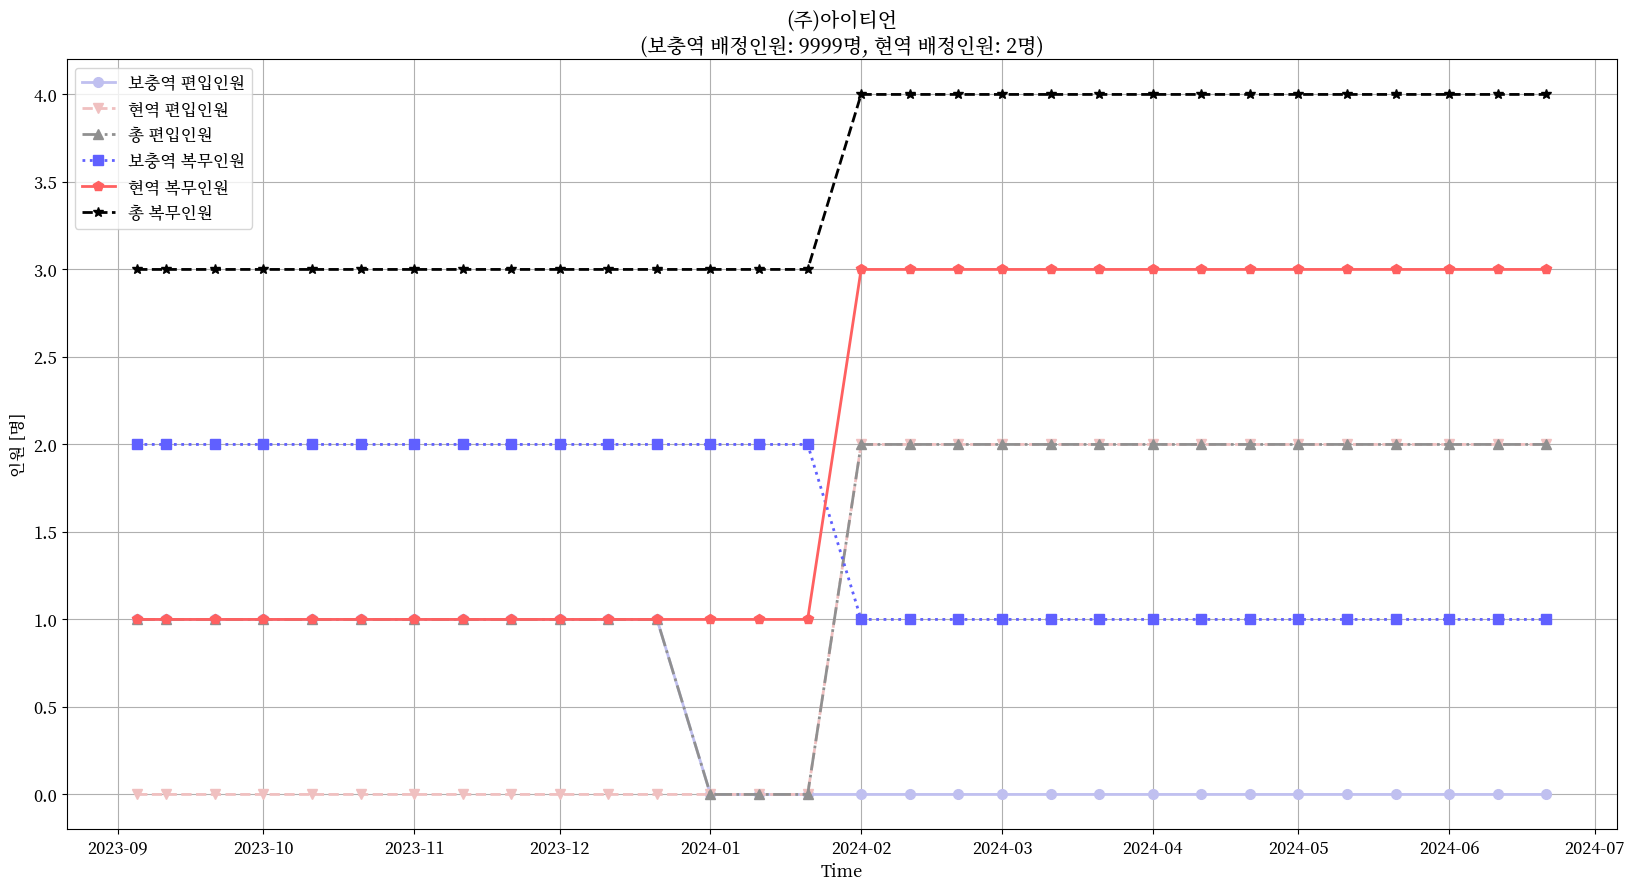 (주)아이티언
(보충역 배정인원: 9999명, 현역 배정인원: 2명)
보충역 편입인원
현역 편입인원
총 편입인원
보충역 복무인원
현역 복무인원
총 복무인원
4.0
3.5
3.0
2.5
2.0
1.5
1.0
0.5
0.0
인원 [명]
2023-09 2023-10 2023-11 2023-12 2024-01 2024-02 2024-03 2024-04 2024-05 2024-06 2024-07
Time